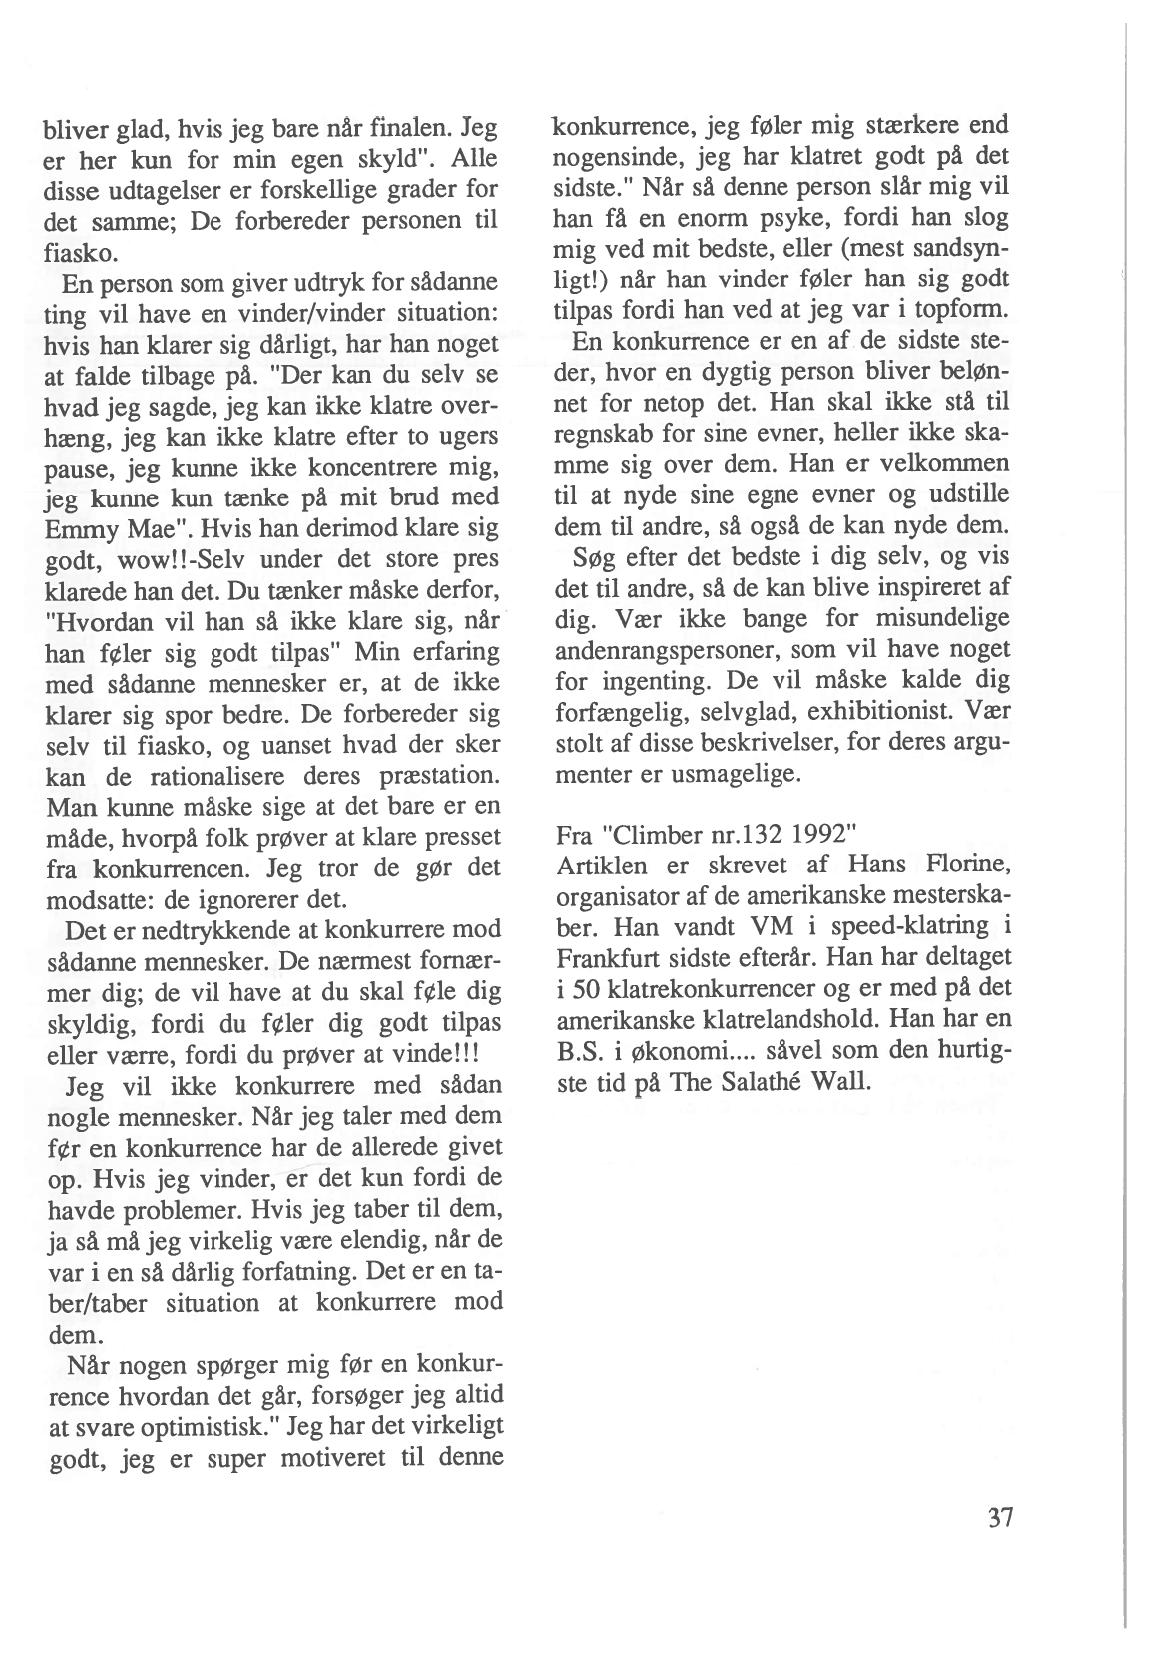 bliver glad, hvis jeg bare når finalen. Jeg
er her kun for min egen skyld". Alle
disse udtagelser er forskellige grader for
det samme; De forbereder personen til
fiasko.
En person som giver udtryk for sådanne
ting vil have en vinder/vinder situation:
hvis han klarer sig dårligt, har han noget
at falde tilbage på. "Der kan du selv se
hvad jeg sagde, jeg kan ikke klatre over-
hæng, jeg kan ikke klatre efter to ugers
pause, jeg kunne ikke koncentrere mig,
jeg kunne kun tænke på mit brud med
Emmy Mae". Hvis han derimod klare sig
godt, wow!!-Selv under det store pres
klarede han det. Du tænker måske derfor,
"Hvordan vil han så ikke klare sig, når
han f¢ler sig godt tilpas" Min erfaring
med sådanne mennesker er, at de ikke
klarer sig spor bedre. De forbereder sig
selv til fiasko, og uanset hvad der sker
kan de rationalisere deres præstation.
Man kunne måske sige at det bare er en
måde, hvorpå folk prøver at klare presset
fra konkurrencen. Jeg tror de gør det
modsatte: de ignorerer det.
Det er nedtrykkende at konkurrere mod
sådanne mennesker. De nærmest fornær-
mer dig; de vil have at du skal f¢le dig
skyldig, fordi du f¢ler dig godt tilpas
eller værre, fordi du prøver at vinde!!!
Jeg vil ikke konkurrere med sådan
nogle mennesker. Når jeg taler med dem
f¢r en konkurrence har de allerede givet
op. Hvis jeg vinder, er det kun fordi de
havde problemer. Hvis jeg taber til dem,
ja så må jeg virkelig være elendig, når de
var i en så dårlig forfatning. Det er en ta-
ber/taber situation at konkurrere mod
dem.
Når nogen spørger mig før en konkur-
rence hvordan det går, forsøger jeg altid
at svare optimistisk." Jeg har det virkeligt
godt, jeg er super motiveret til denne
konkurrence, jeg føler mig stærkere end
nogensinde, jeg har klatret godt på det
sidste." Når så denne person slår mig vil
han få en enorm psyke, fordi han slog
mig ved mit bedste, eller (mest sandsyn-
ligt!) når han vinder føler han sig godt
tilpas fordi han ved at jeg var i topform.
En konkurrence er en af de sidste ste-
der, hvor en dygtig person bliver beløn-
net for netop det. Han skal ikke stå til
regnskab for sine evner, heller ikke ska-
mme sig over dem. Han er velkommen
til at nyde sine egne evner og udstille
dem til andre, så også de kan nyde dem.
Søg efter det bedste i dig selv, og vis
det til andre, så de kan blive inspireret af
dig. Vær ikke bange for misundelige
andenrangspersoner, som vil have noget
for ingenting. De vil måske kalde dig
forfængelig, selvglad, exhibitionist. Vær
stolt af disse beskrivelser, for deres argu-
menter er usmagelige.
Fra "Climber nr.132 1992"
Artiklen er skrevet af Hans Florine,
organisator af de amerikanske mesterska-
ber. Han vandt VM i speed-klatring i
Frankfurt sidste efterår. Han har deltaget
i 50 klatrekonkurrencer og er med på det
amerikanske klatrelandshold. Han har en
B.S. i økonomi.... såvel som den hurtig-
ste tid på The Salathé Wall.
37